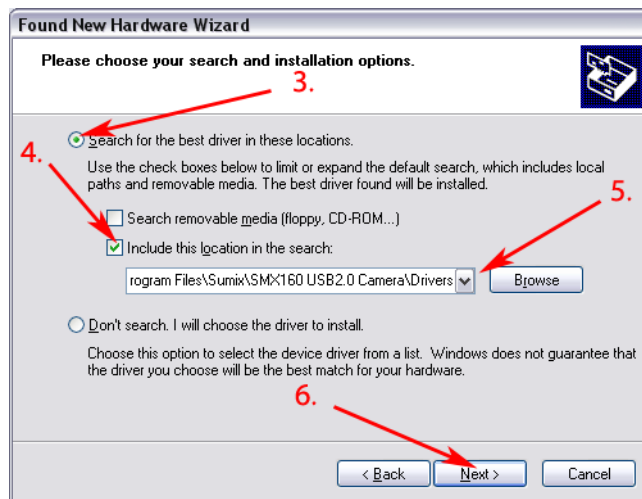 Found New Hardware Wizard
Please choose your search and installation options.
3.
Search for the best driver in these locations.
4.
Use the check boxes below to limit or expand the default search, which includes local
paths and removable media. The best driver found will be installed.
5.
Search removable media (floppy, CD-ROM...)
Include this location in the search:
rogram Files\Sumix\SMX160 USB2.0 Camera\Drivers
Browse
Don't search. I will choose the driver to install.
Choose this option to select the device driver from a list. Windows does not guarantee that
the driver you choose will be the best match for your hardware.
6.
< Back
Next >
Cancel